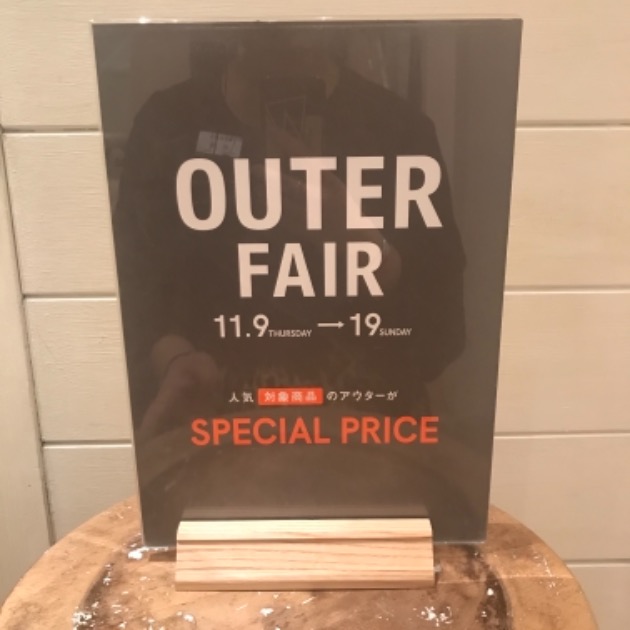 OUTER
FAIR
11.9 THURSDAY → 19 SUNDAY
人気 対象商品 のアウターが
SPECIAL PRICE